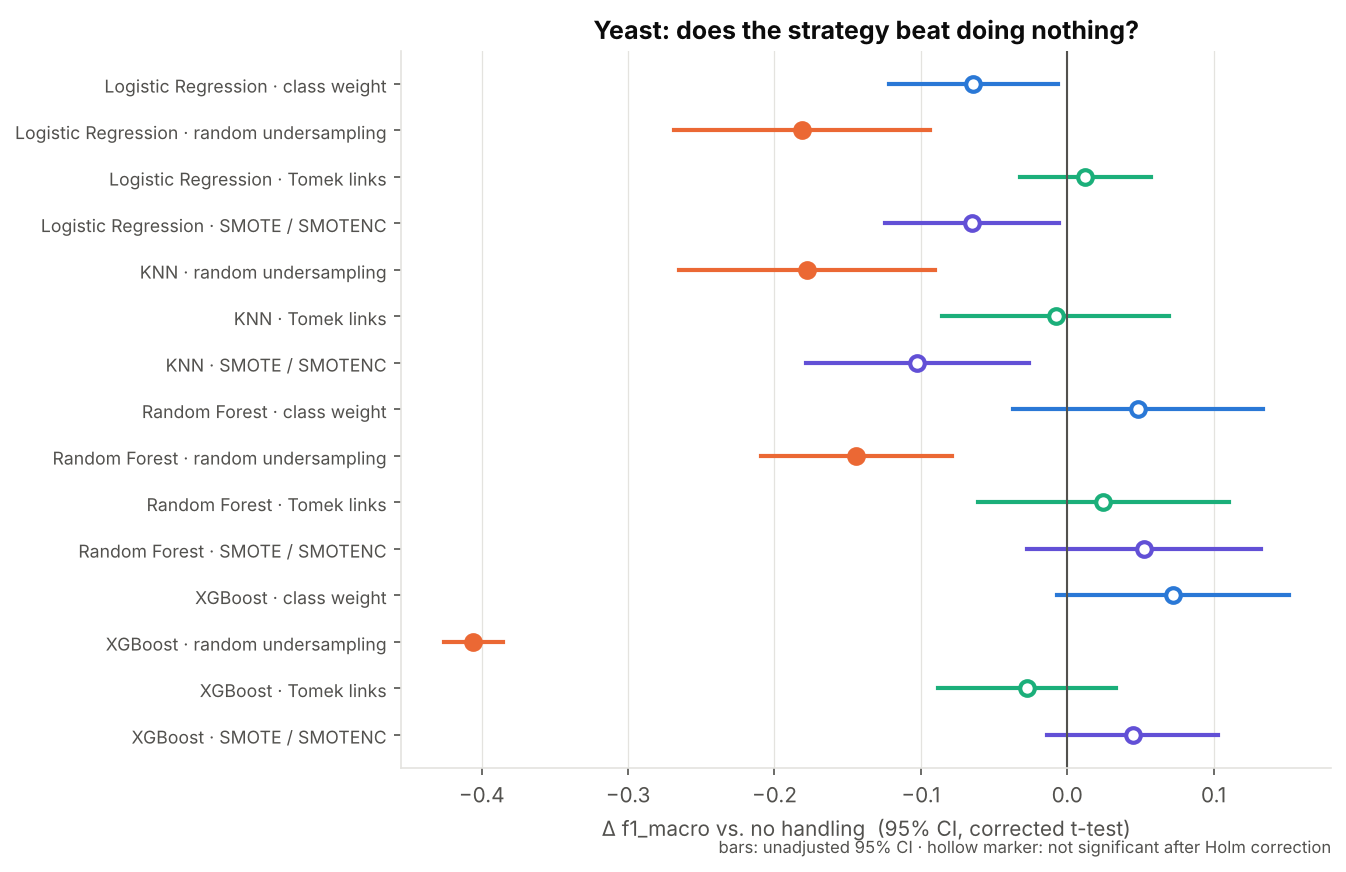 Yeast: does the strategy beat doing nothing?
Logistic Regression · class weight
Logistic Regression · random undersampling
Logistic Regression · Tomek links
Logistic Regression · SMOTE / SMOTENC
KNN · random undersampling
KNN · Tomek links
KNN · SMOTE / SMOTENC
Random Forest · class weight
Random Forest · random undersampling
Random Forest · Tomek links
Random Forest · SMOTE / SMOTENC
XGBoost · class weight
XGBoost · random undersampling
XGBoost · Tomek links
XGBoost · SMOTE / SMOTENC
−0.4 −0.3 −0.2 −0.1 0.0 0.1
Δ f1_macro vs. no handling (95% CI, corrected t-test)
bars: unadjusted 95% CI · hollow marker: not significant after Holm correction